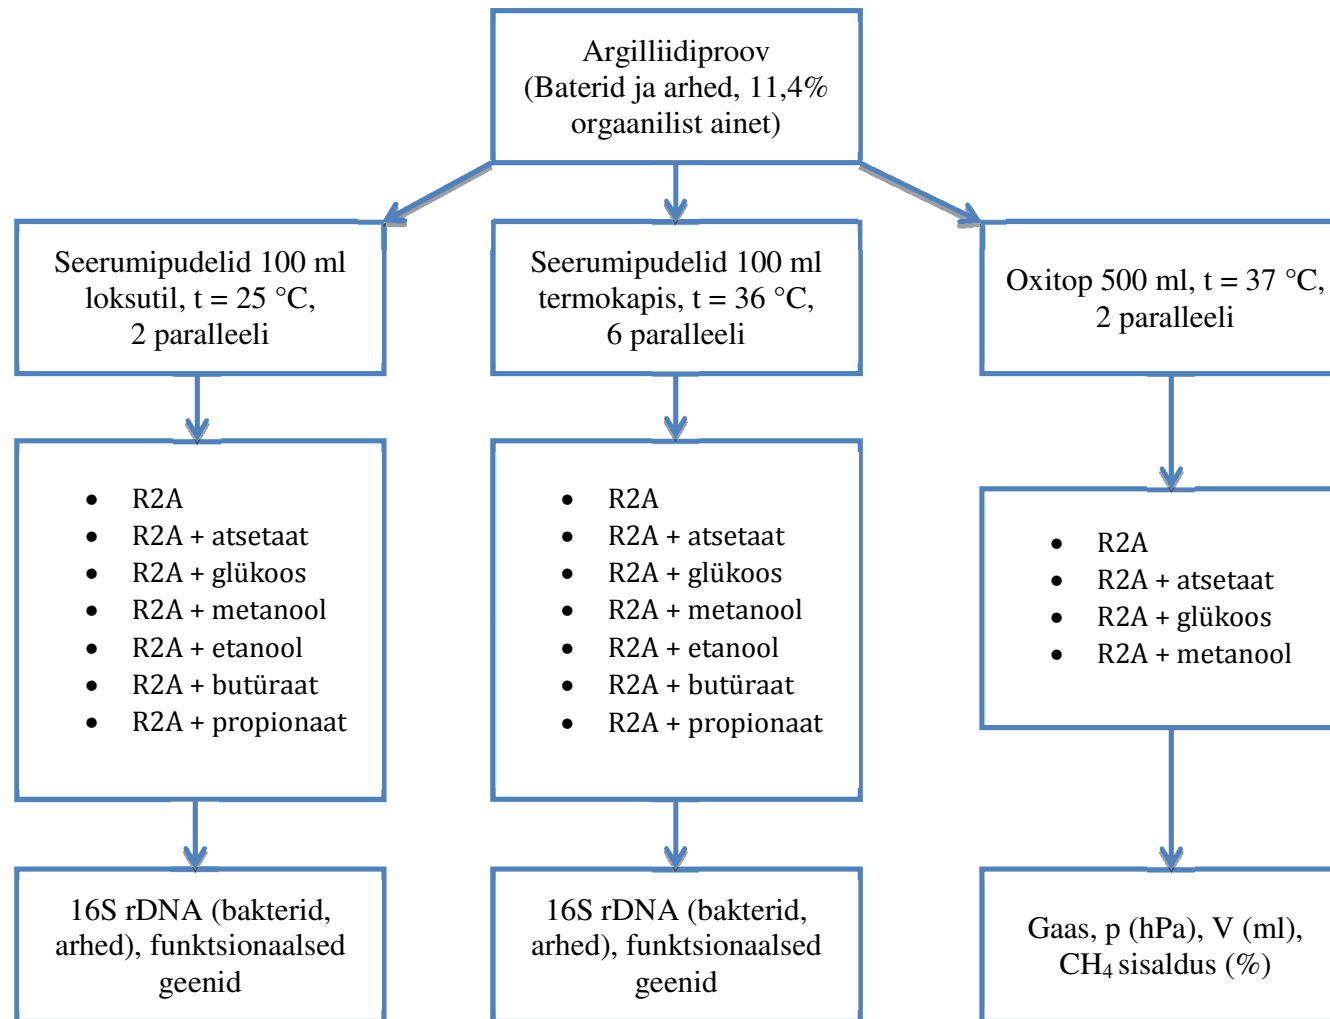 Argilliidiproov
(Baterid ja arhed, 11,4%
orgaanilist ainet)
Seerumipudelid 100 ml
loksutil, t = 25 °C,
2 paralleeli
Seerumipudelid 100 ml
termokapis, t = 36 °C,
6 paralleeli
Oxitop 500 ml, t = 37 °C,
2 paralleeli
• R2A
• R2A + atsetaat
• R2A + glükoos
• R2A + metanool
• R2A + etanool
• R2A + butüraat
• R2A + propionaat
• R2A
• R2A + atsetaat
• R2A + glükoos
• R2A + metanool
• R2A + etanool
• R2A + butüraat
• R2A + propionaat
• R2A
• R2A + atsetaat
• R2A + glükoos
• R2A + metanool
16S rDNA (bakterid,
arhed), funktsionaalsed
geenid
16S rDNA (bakterid,
arhed), funktsionaalsed
geenid
Gaas, p (hPa), V (ml),
CH₄ sisaldus (%)